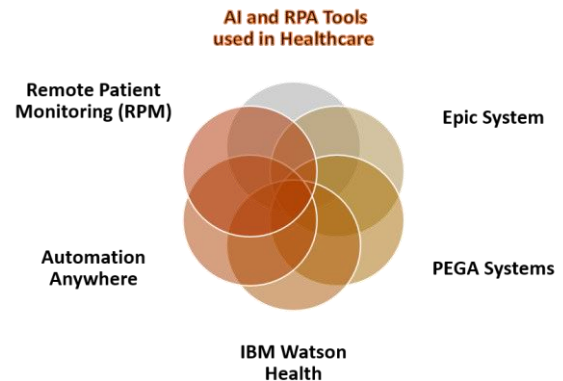 AI and RPA Tools
used in Healthcare
Remote Patient
Monitoring (RPM)
Epic System
Automation
Anywhere
PEGA Systems
IBM Watson
Health